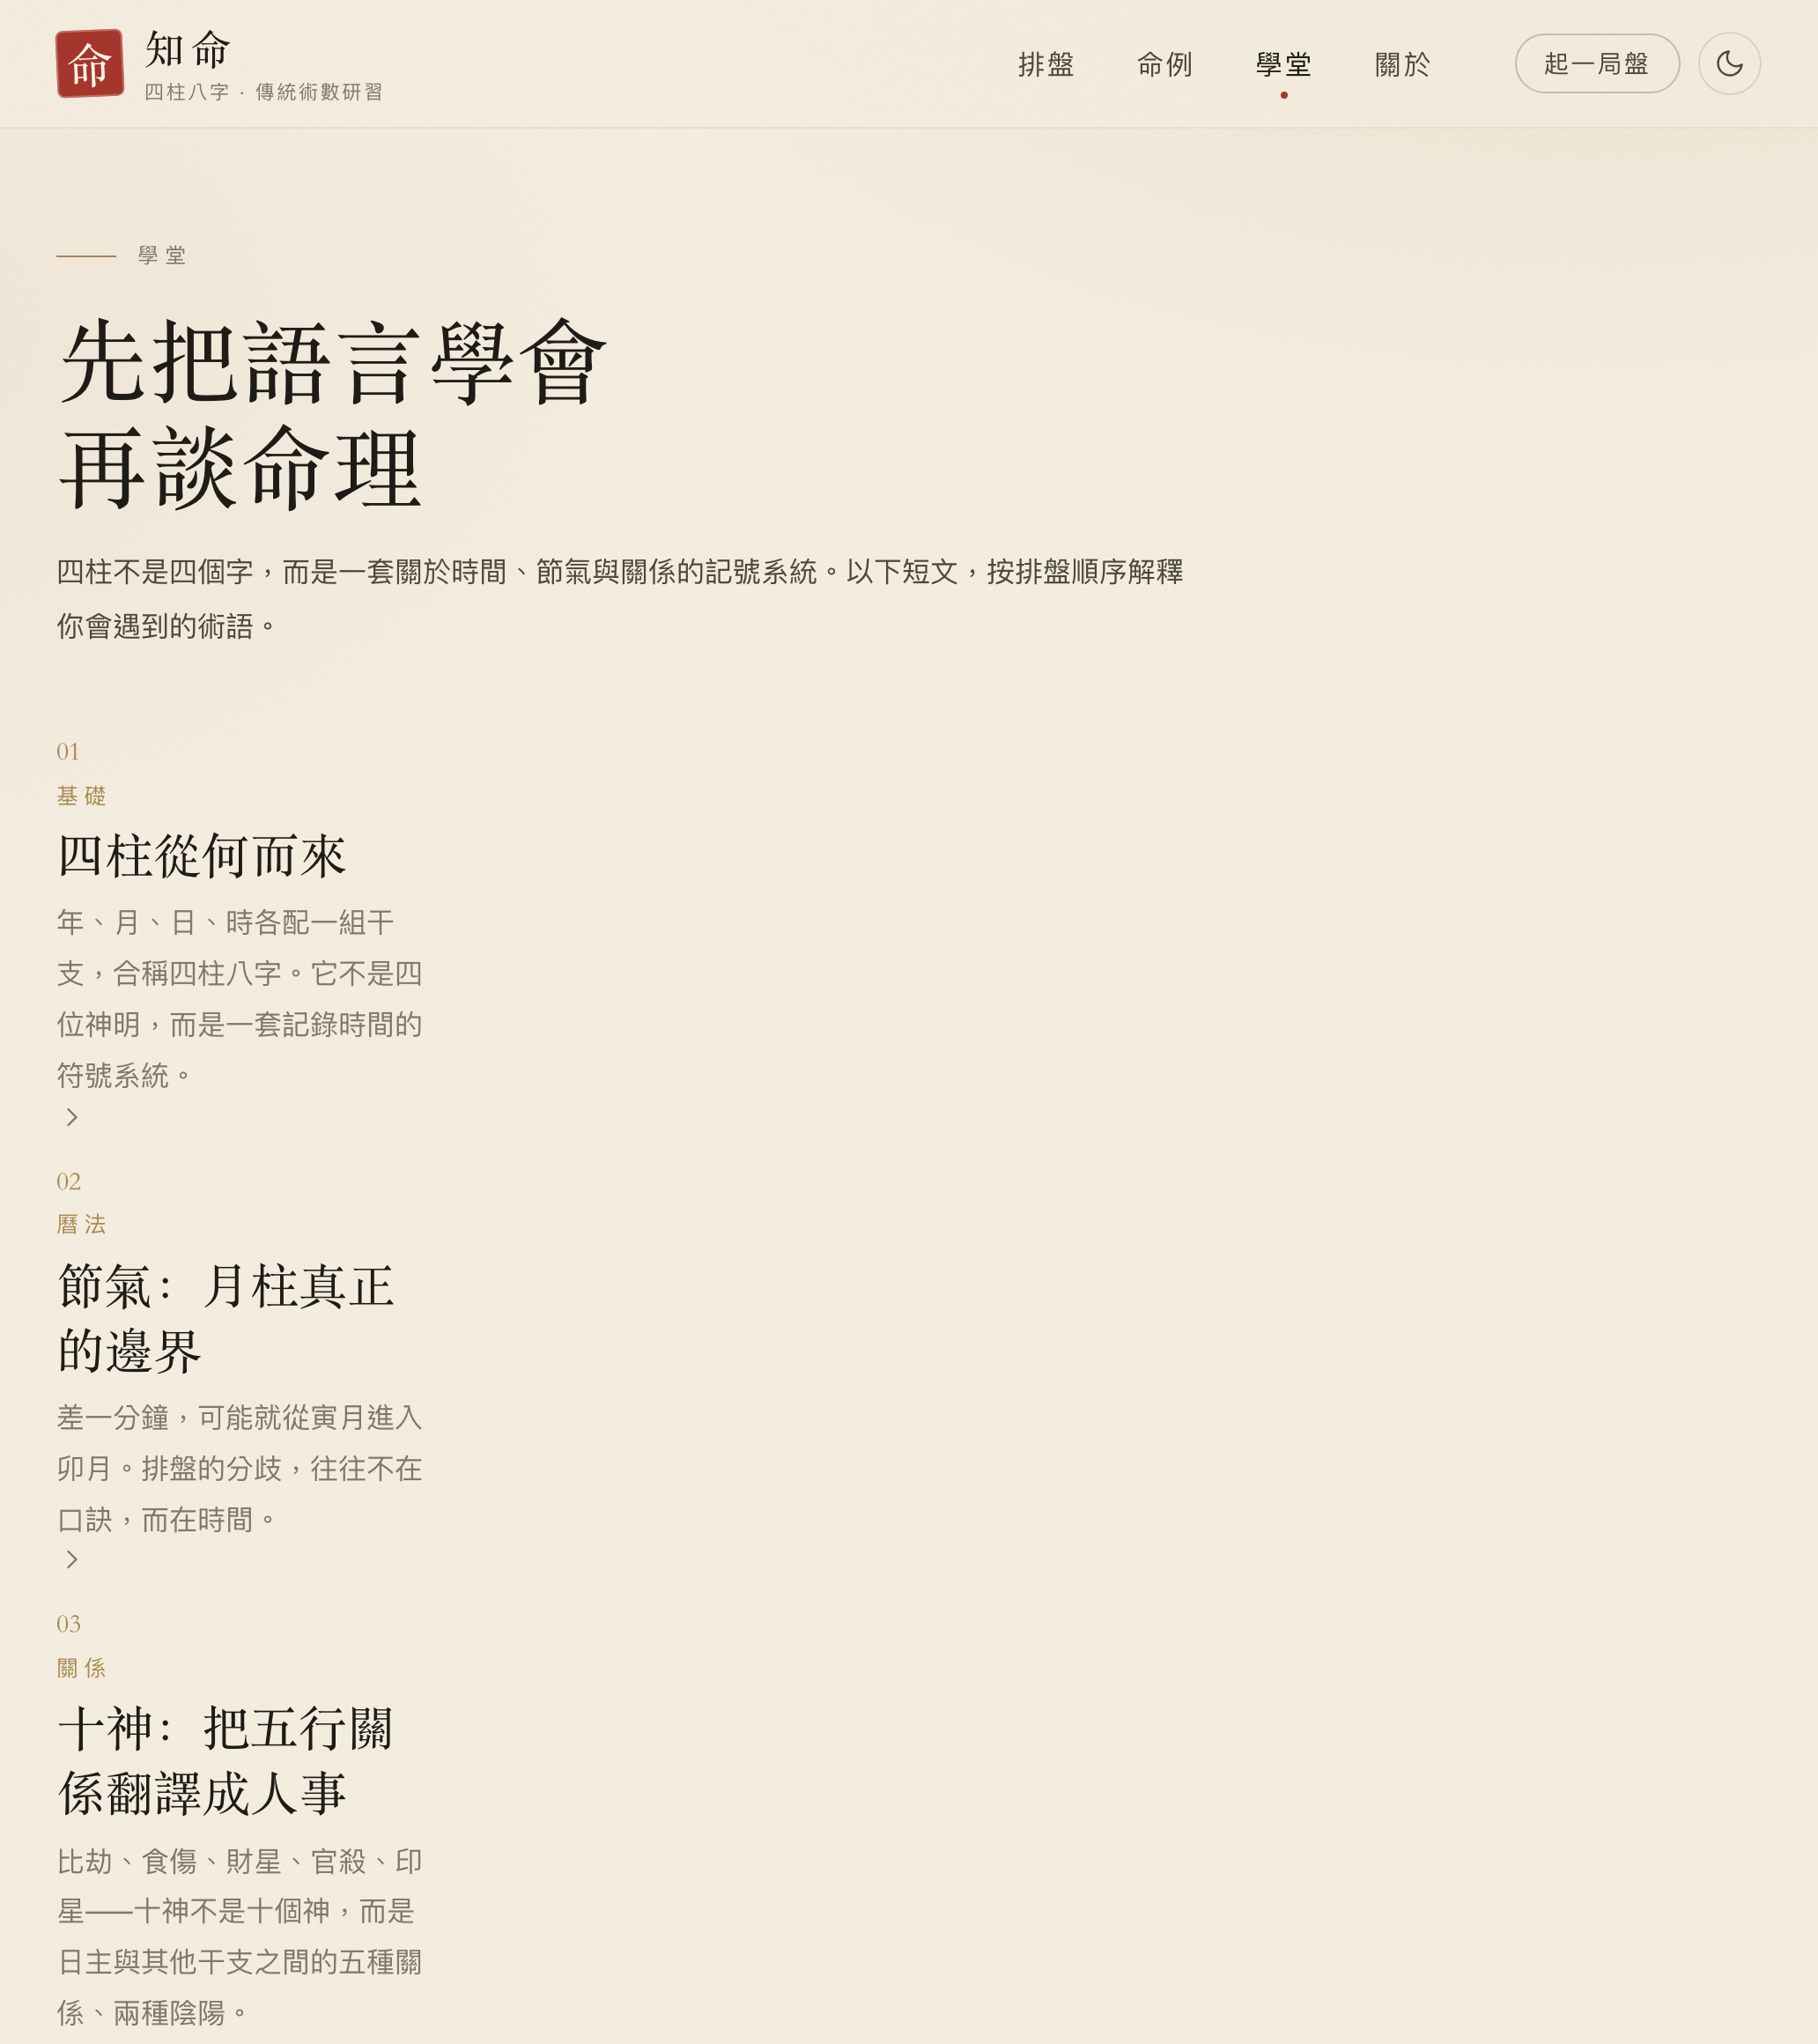 命
知命
四柱八字 · 傳統術數研習
排盤
命例
學堂
關於
起一局盤
學堂
先把語言學會
再談命理
四柱不是四個字，而是一套關於時間、節氣與關係的記號系統。以下短文，按排盤順序解釋
你會遇到的術語。
01
基礎
四柱從何而來
年、月、日、時各配一組干
支，合稱四柱八字。它不是四
位神明，而是一套記錄時間的
符號系統。
02
曆法
節氣：月柱真正
的邊界
差一分鐘，可能就從寅月進入
卯月。排盤的分歧，往往不在
口訣，而在時間。
03
關係
十神：把五行關
係翻譯成人事
比劫、食傷、財星、官殺、印
星——十神不是十個神，而是
日主與其他干支之間的五種關
係、兩種陰陽。